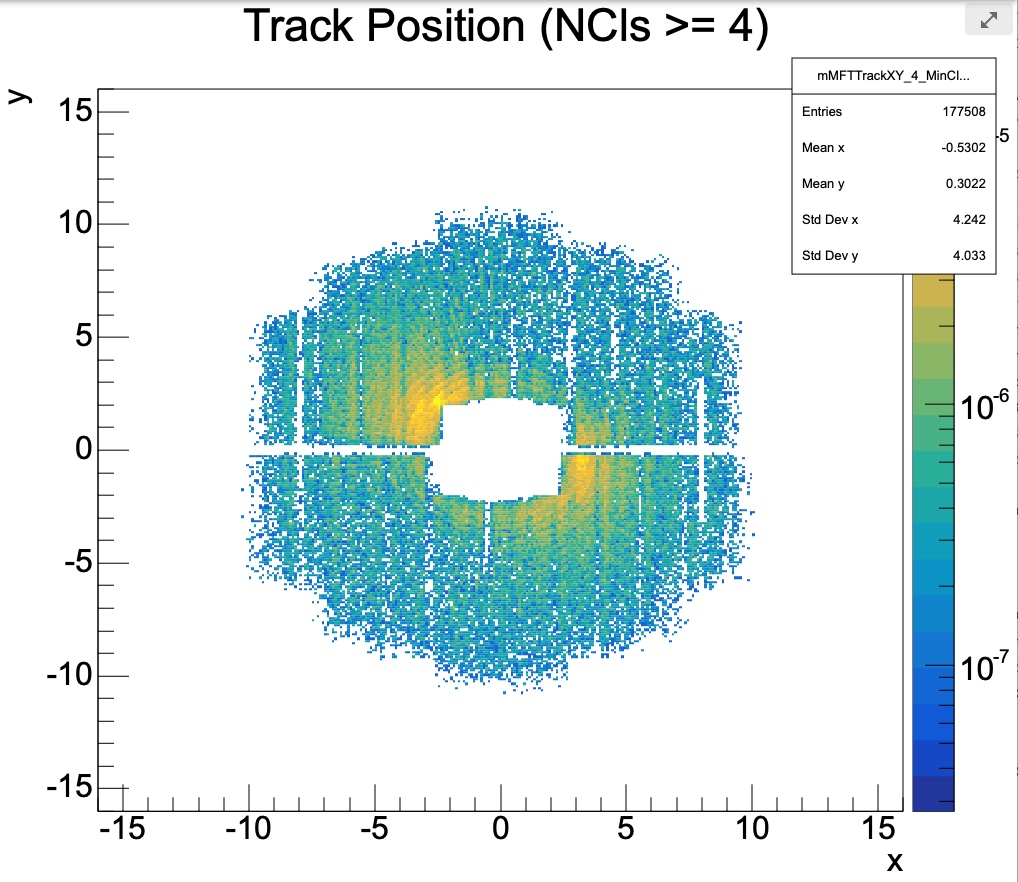 Track Position (NCls >= 4)
mMFTTrackXY_4_MinCl...
Entries 177508
Mean x -0.5302
Mean y 0.3022
Std Dev x 4.242
Std Dev y 4.033
y
15
10
5
0
-5
-10
-15
-15 -10 -5 0 5 10 15
x
-5
10-6
10-7